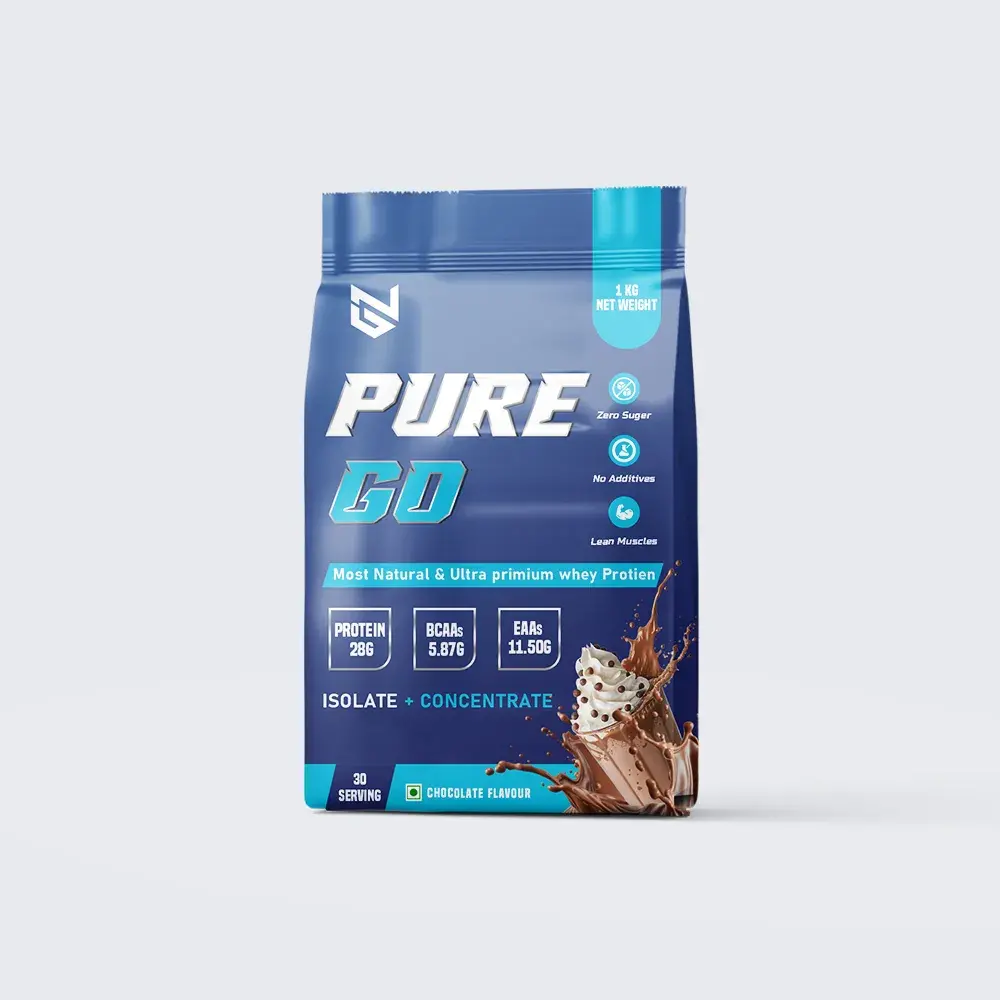 1 KG
NET WEIGHT
PURE
GO
Zero Suger
No Additives
Lean Muscles
Most Natural & Ultra primium whey Protien
PROTEIN
28G
BCAAs
5.87G
EAAs
11.50G
ISOLATE + CONCENTRATE
30
SERVING
CHOCOLATE FLAVOUR